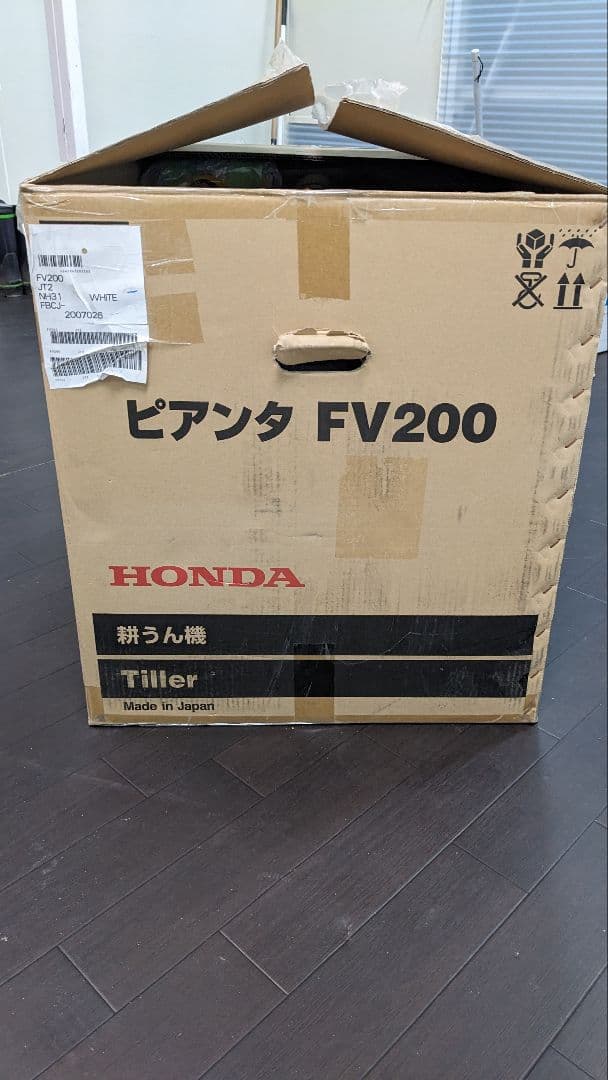 FV200
JT2
NH31 WHITE
FBCJ-
2007026
ピアンタ FV200
HONDA
耕うん機
Tiller
Made in Japan